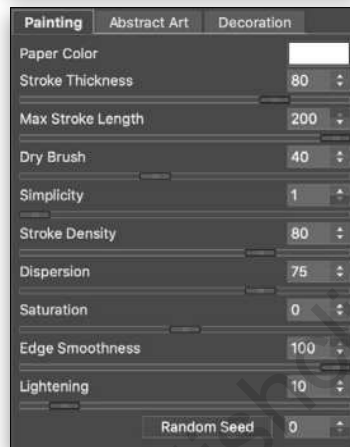 Painting Abstract Art Decoration
Paper Color
Stroke Thickness 80
Max Stroke Length 200
Dry Brush 40
Simplicity 1
Stroke Density 80
Dispersion 75
Saturation 0
Edge Smoothness 100
Lightening 10
Random Seed 0